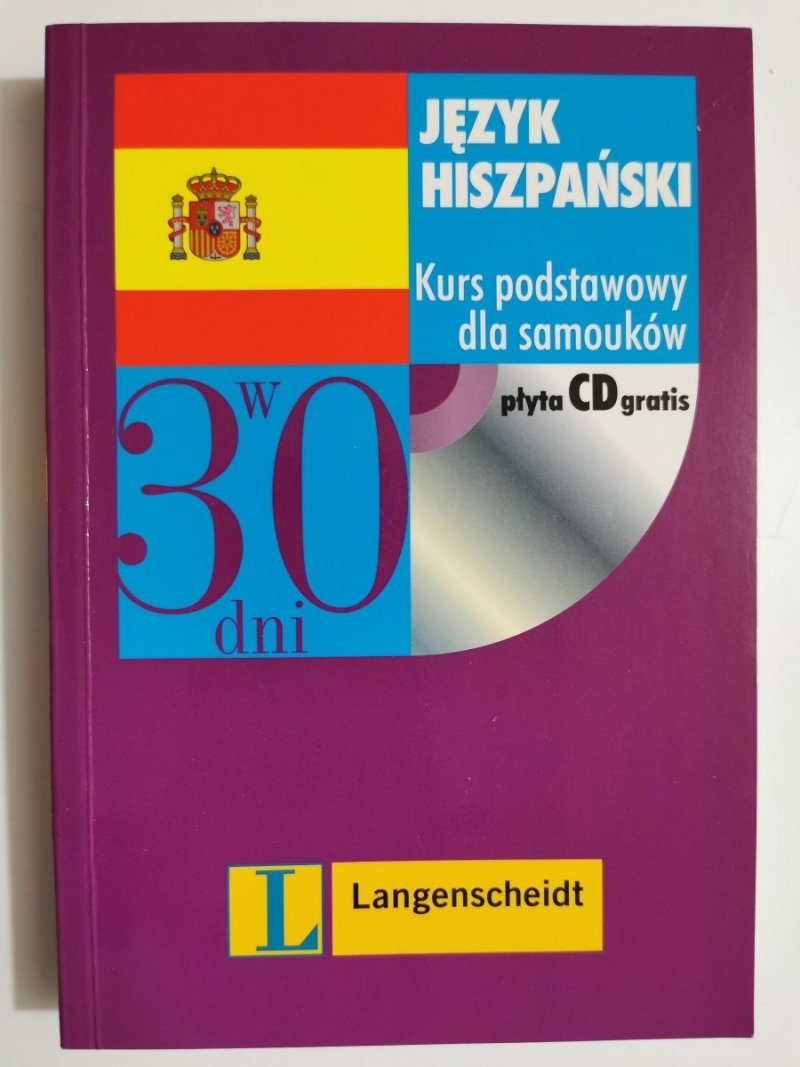 JĘZYK
HISZPAŃSKI
Kurs podstawowy
dla samouków
płyta CD gratis
w
30
dni
L
Langenscheidt